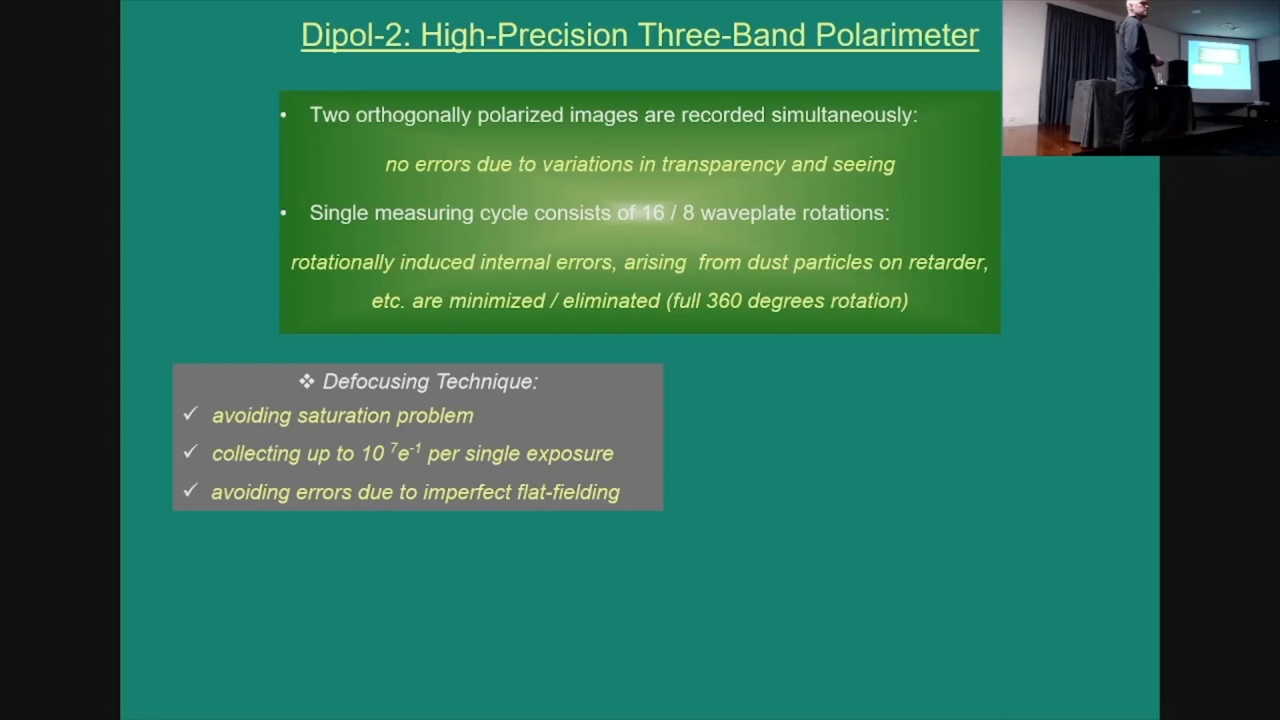 Dipol-2: High-Precision Three-Band Polarimeter
• Two orthogonally polarized images are recorded simultaneously:
no errors due to variations in transparency and seeing
• Single measuring cycle consists of 16 / 8 waveplate rotations:
rotationally induced internal errors, arising from dust particles on retarder,
etc. are minimized / eliminated (full 360 degrees rotation)
❖ Defocusing Technique:
✓ avoiding saturation problem
✓ collecting up to 10 ⁷e⁻¹ per single exposure
✓ avoiding errors due to imperfect flat-fielding